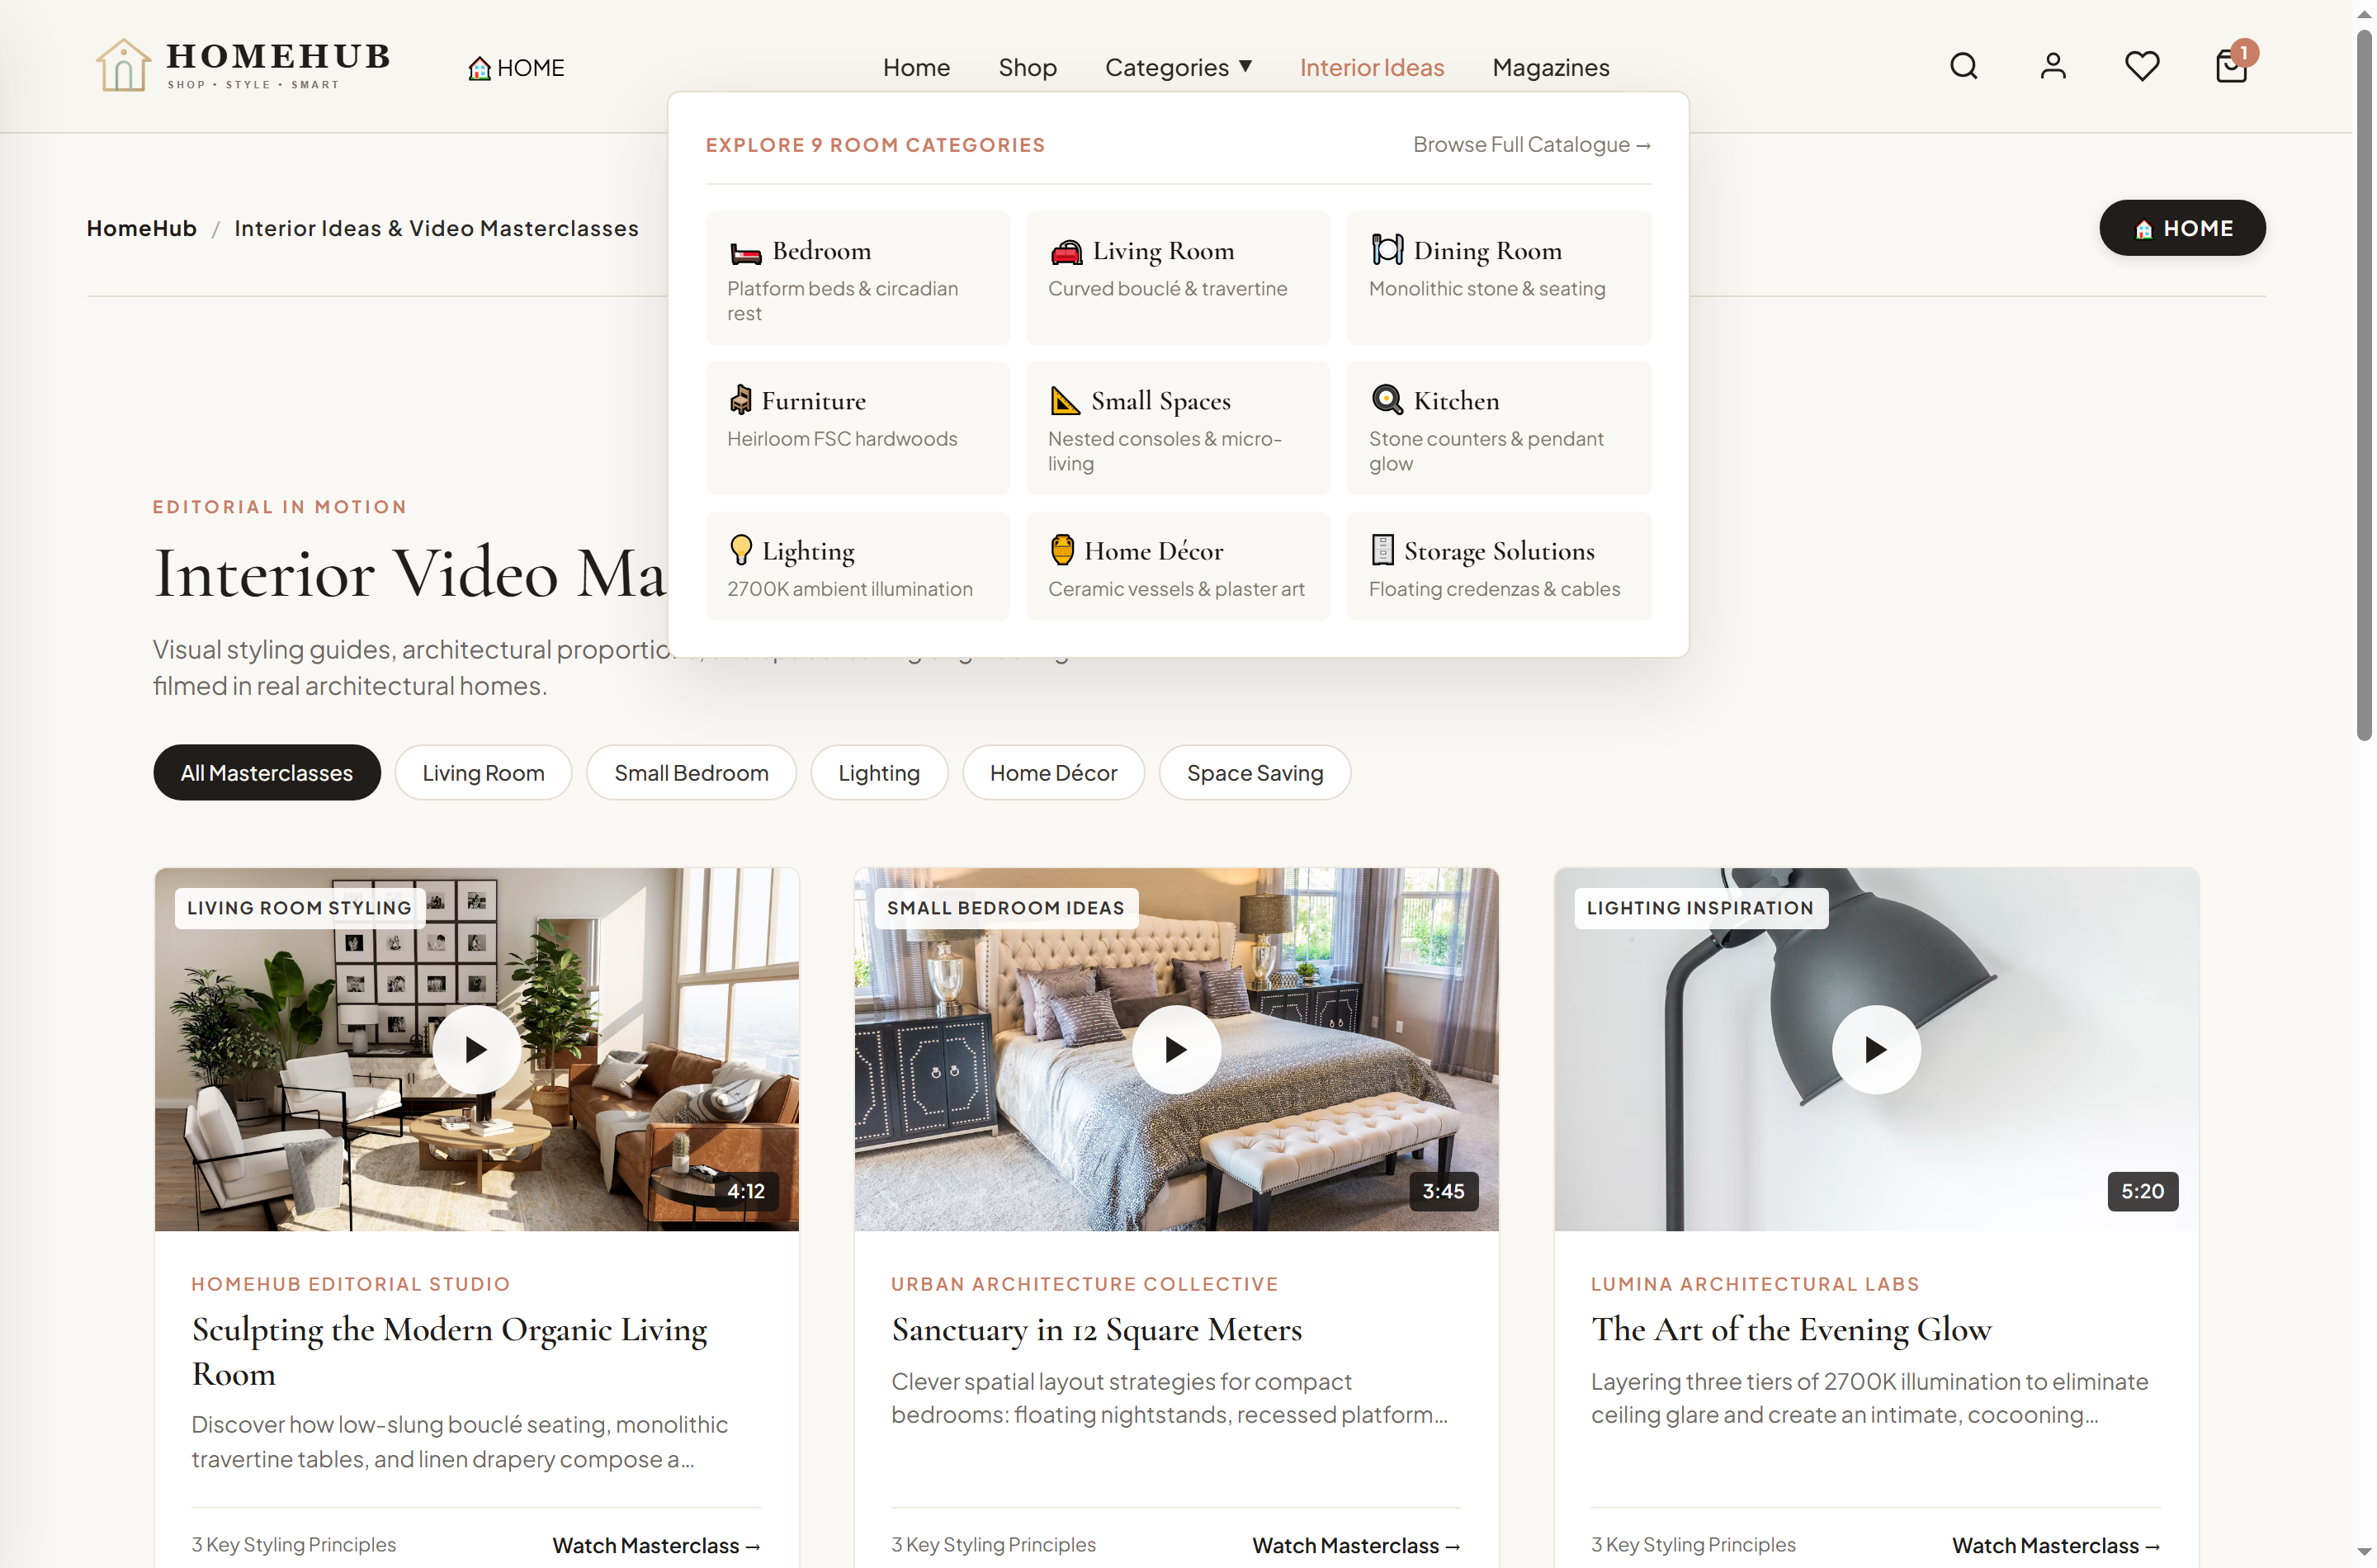 HOMEHUB
SHOP • STYLE • SMART
HOME
Home
Shop
Categories ▼
Interior Ideas
Magazines
1
EXPLORE 9 ROOM CATEGORIES
Browse Full Catalogue →
Bedroom
Platform beds & circadian
rest
Living Room
Curved bouclé & travertine
Dining Room
Monolithic stone & seating
Furniture
Heirloom FSC hardwoods
Small Spaces
Nested consoles & micro-
living
Kitchen
Stone counters & pendant
glow
Lighting
2700K ambient illumination
Home Décor
Ceramic vessels & plaster art
Storage Solutions
Floating credenzas & cables
HomeHub / Interior Ideas & Video Masterclasses
HOME
EDITORIAL IN MOTION
Interior Video Ma
Visual styling guides, architectural
filmed in real architectural homes.
All Masterclasses
Living Room
Small Bedroom
Lighting
Home Décor
Space Saving
LIVING ROOM STYLING
4:12
HOMEHUB EDITORIAL STUDIO
Sculpting the Modern Organic Living
Room
Discover how low-slung bouclé seating, monolithic
travertine tables, and linen drapery compose a...
3 Key Styling Principles
Watch Masterclass →
SMALL BEDROOM IDEAS
3:45
URBAN ARCHITECTURE COLLECTIVE
Sanctuary in 12 Square Meters
Clever spatial layout strategies for compact
bedrooms: floating nightstands, recessed platform...
3 Key Styling Principles
Watch Masterclass →
LIGHTING INSPIRATION
5:20
LUMINA ARCHITECTURAL LABS
The Art of the Evening Glow
Layering three tiers of 2700K illumination to eliminate
ceiling glare and create an intimate, cocooning...
3 Key Styling Principles
Watch Masterclass →